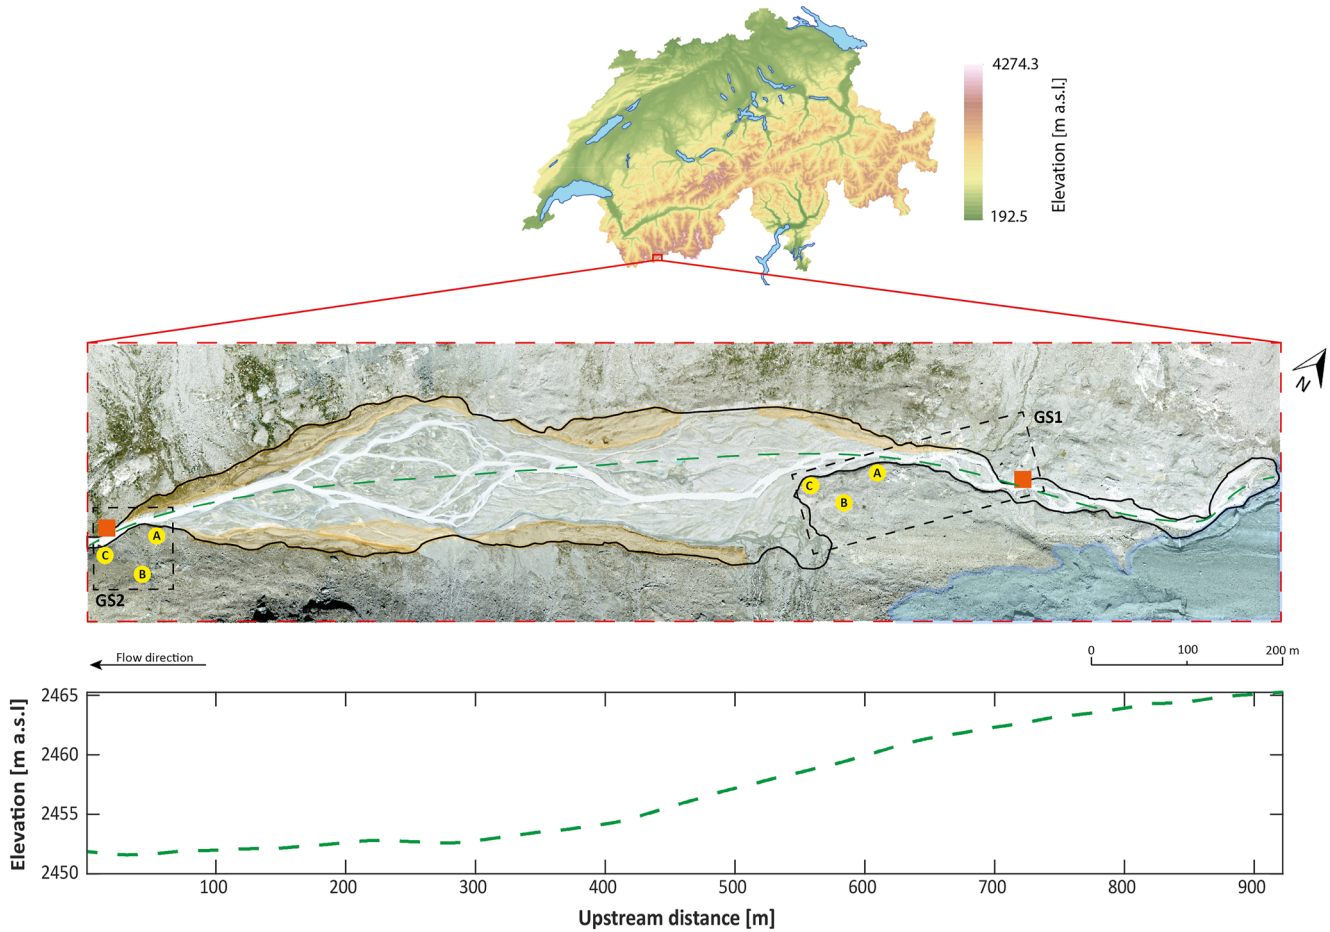 4274.3
192.5
Elevation [m a.s.l.]
N
GS1
C
A
B
A
C
B
GS2
Flow direction
0
100
200 m
Elevation [m a.s.l]
2465
2460
2455
2450
100
200
300
400
500
600
700
800
900
Upstream distance [m]